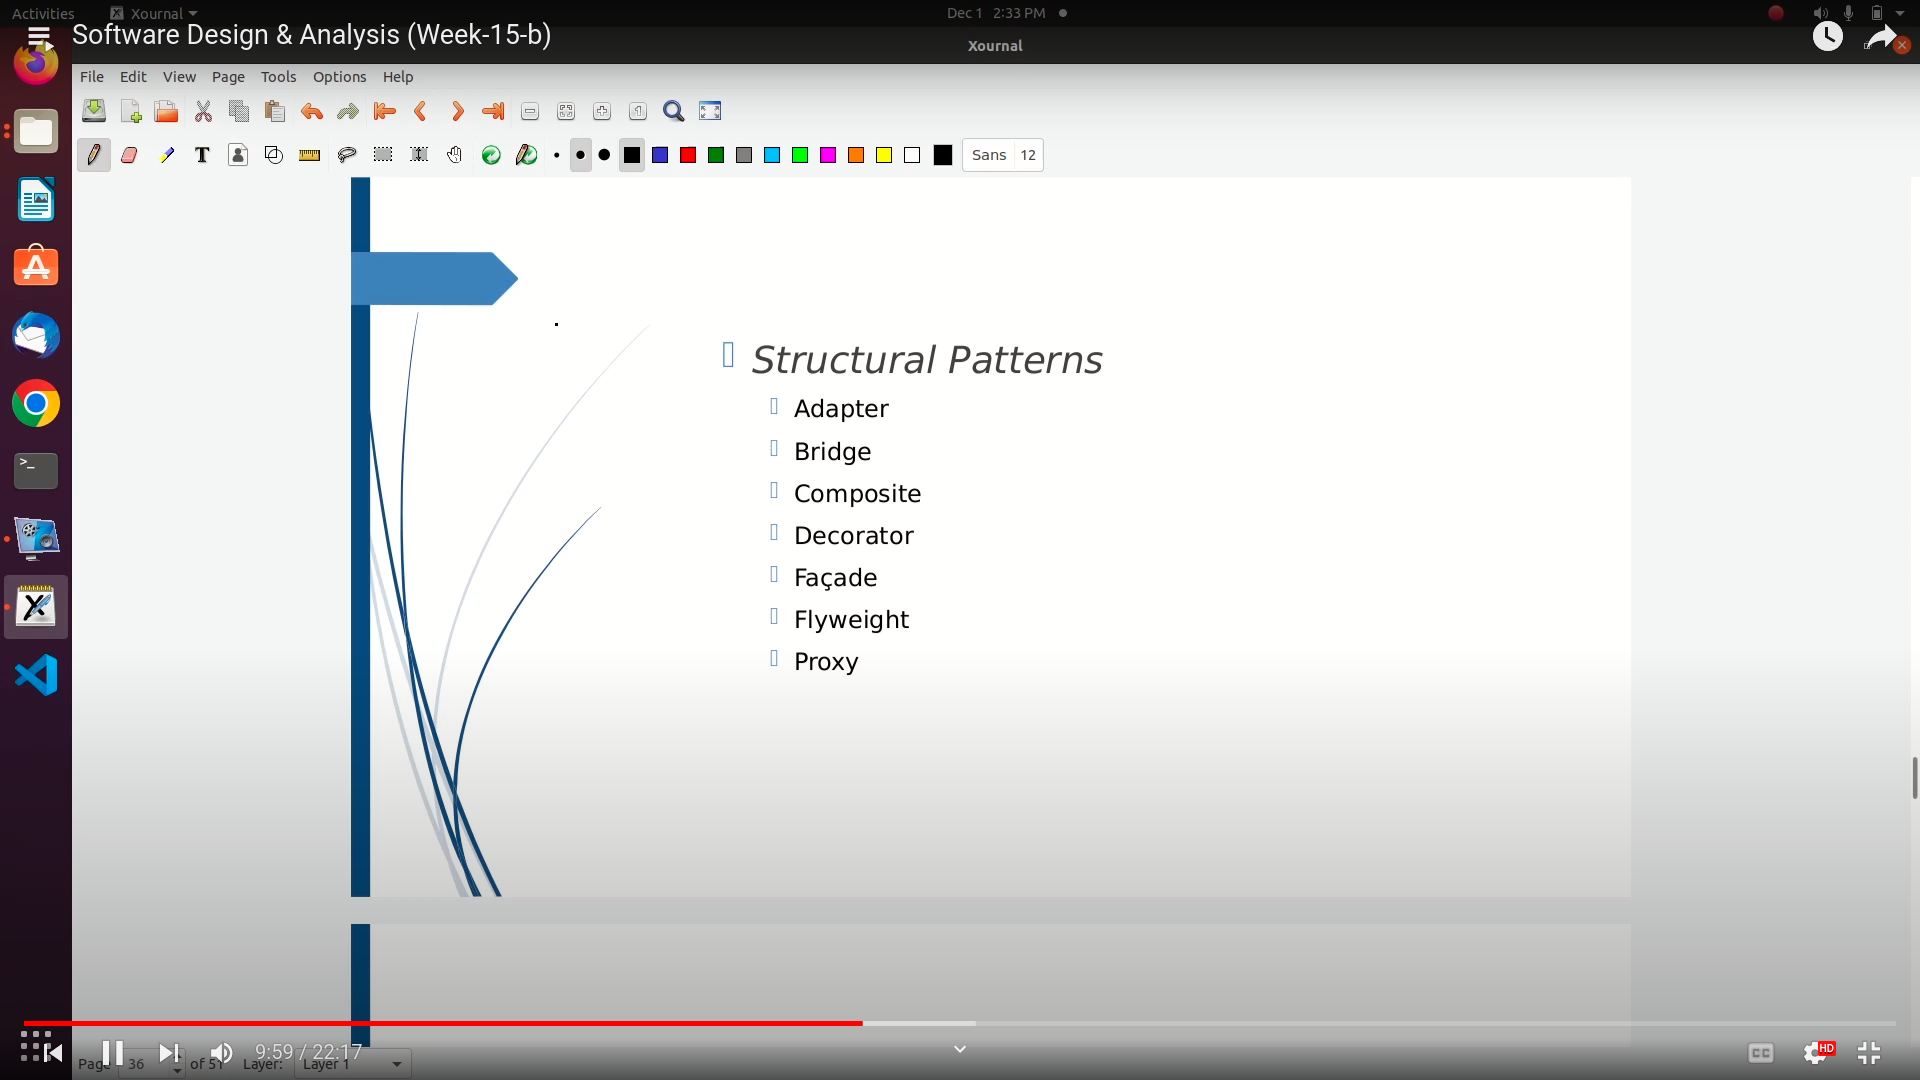 Activities Xournal Dec 1 2:33 PM
Software Design & Analysis (Week-15-b)
Xournal
File Edit View Page Tools Options Help
Sans 12
Structural Patterns
Adapter
Bridge
Composite
Decorator
Façade
Flyweight
Proxy
9:59 / 22:17
CC HD
Page 36 of 51 Layer: Layer 1